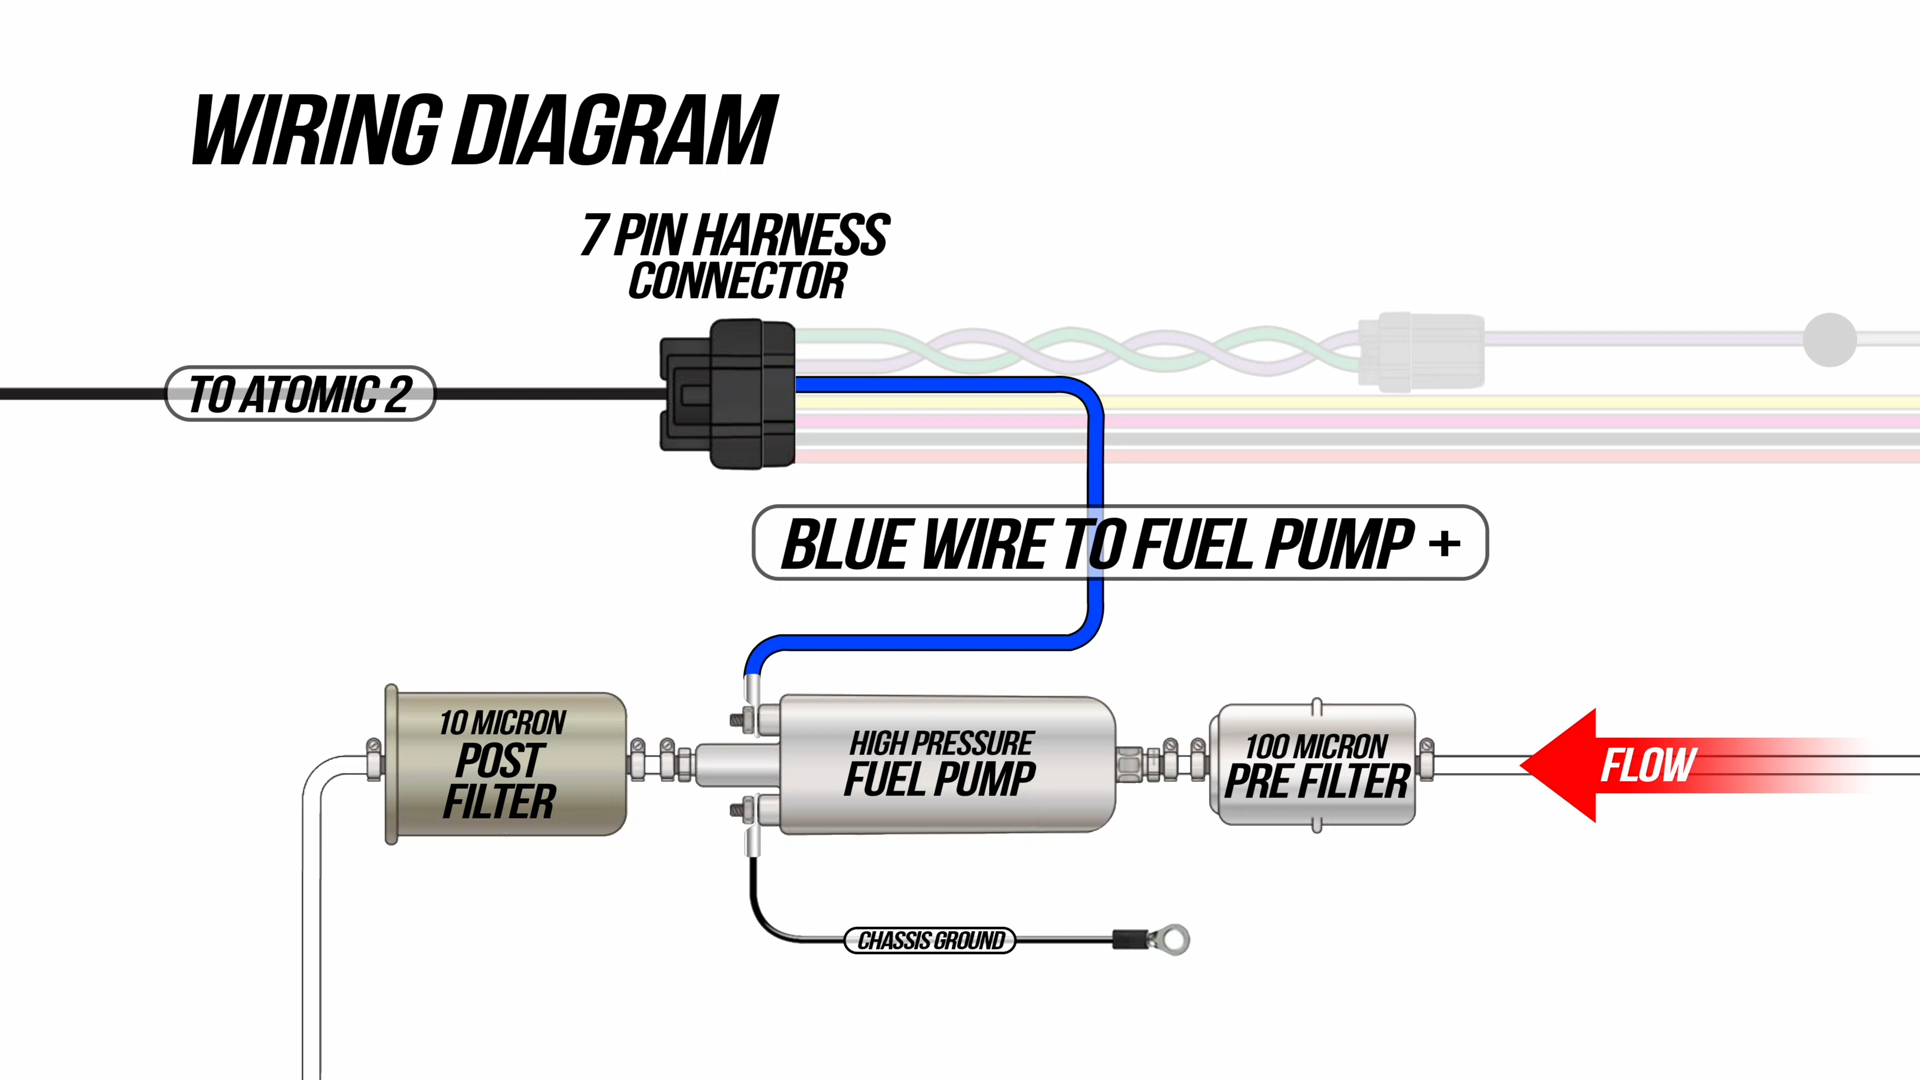 WIRING DIAGRAM
7 PIN HARNESS
CONNECTOR
TO ATOMIC 2
BLUE WIRE TO FUEL PUMP +
10 MICRON
POST
FILTER
HIGH PRESSURE
FUEL PUMP
100 MICRON
PRE FILTER
FLOW
CHASSIS GROUND